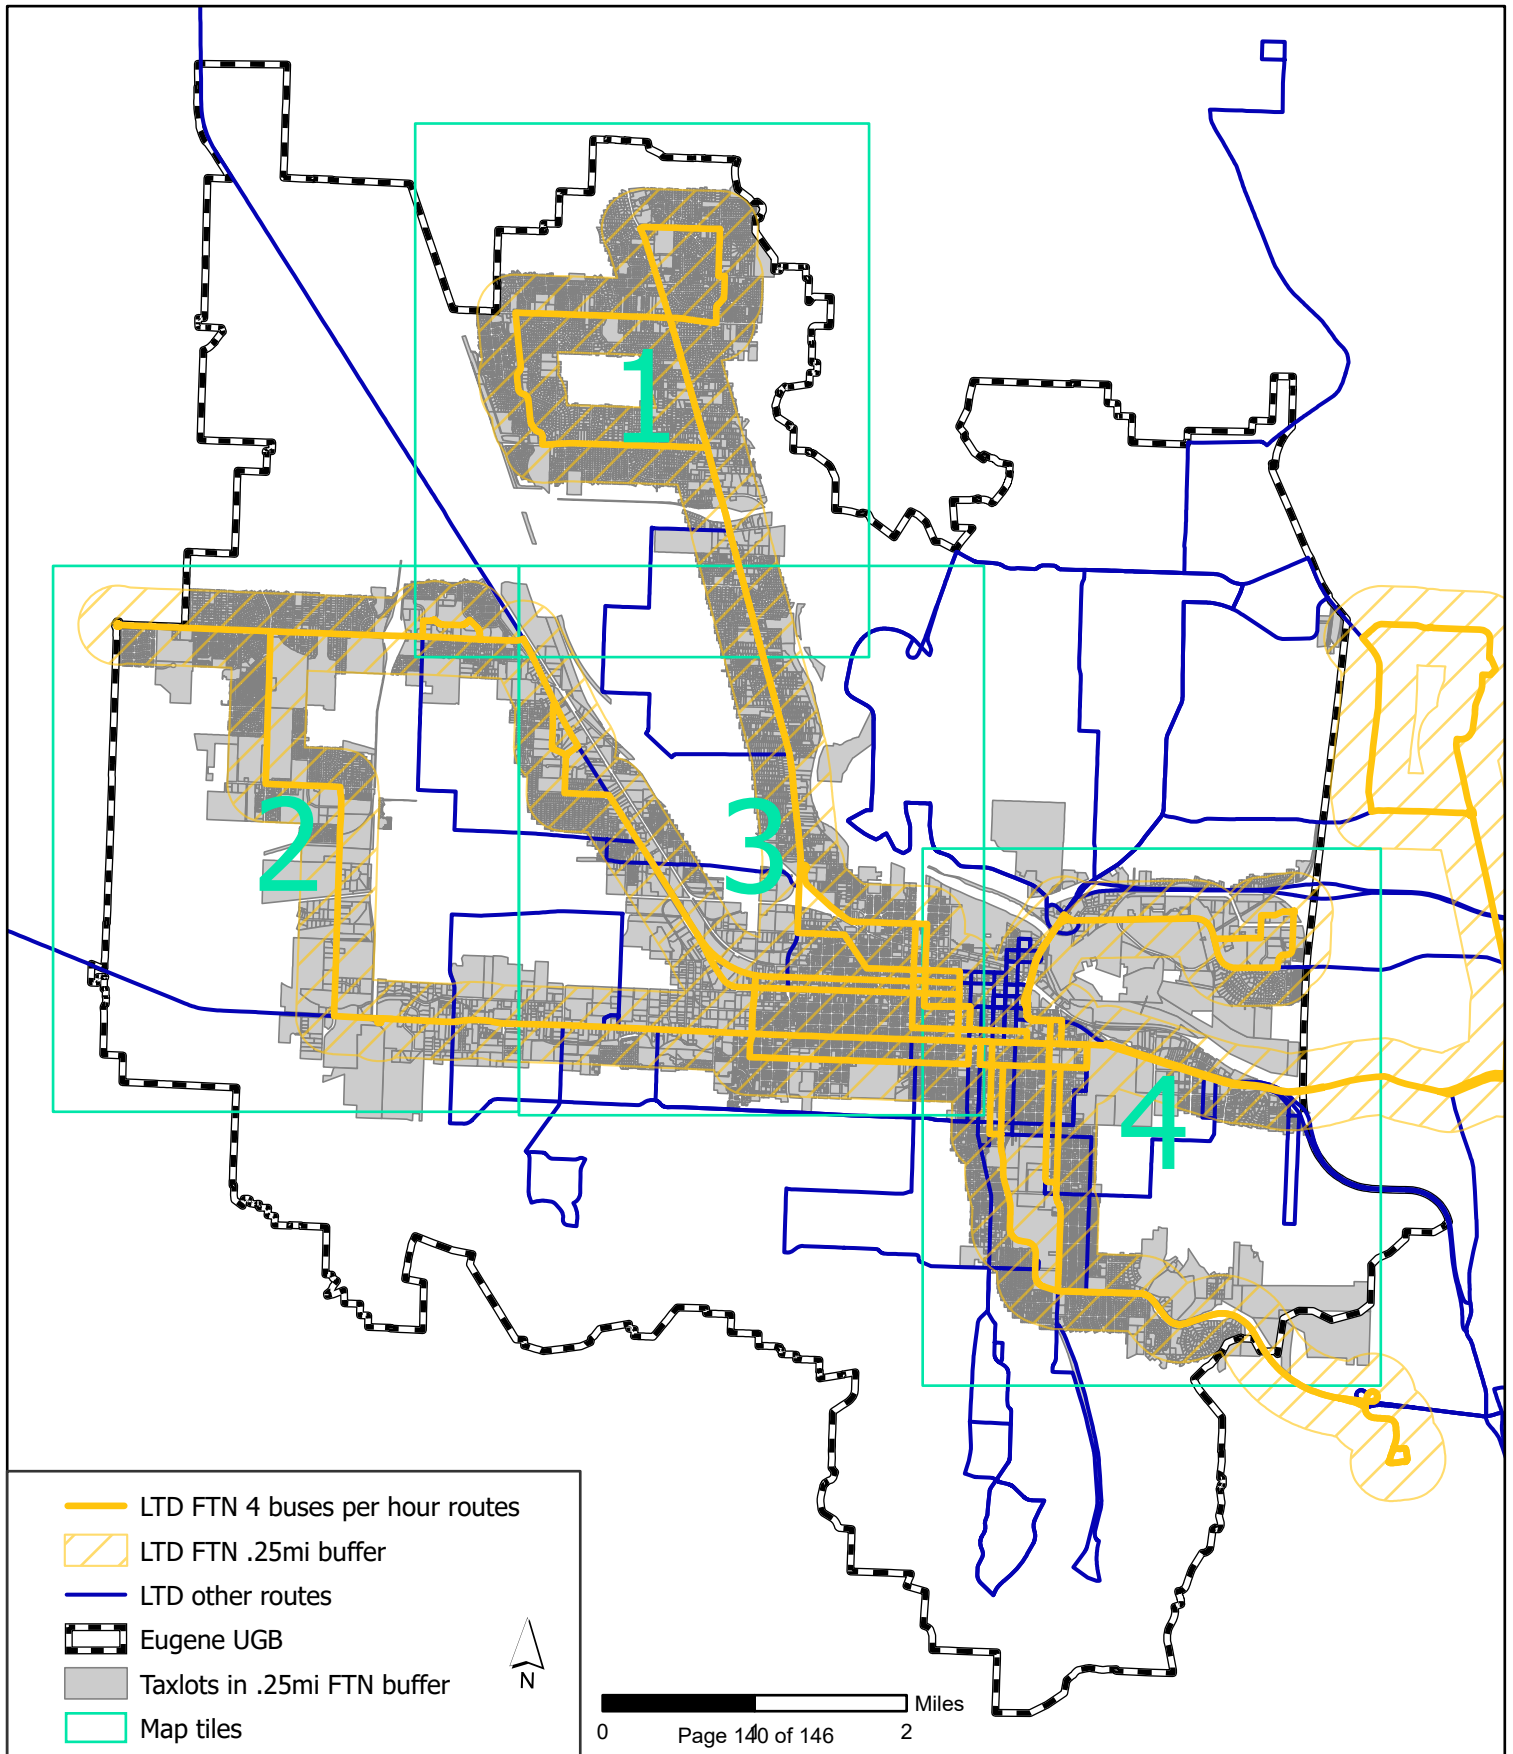 1
2
3
4
LTD FTN 4 buses per hour routes
LTD FTN .25mi buffer
LTD other routes
Eugene UGB
Taxlots in .25mi FTN buffer
Map tiles
N
Miles
0 1 2
Page 140 of 146